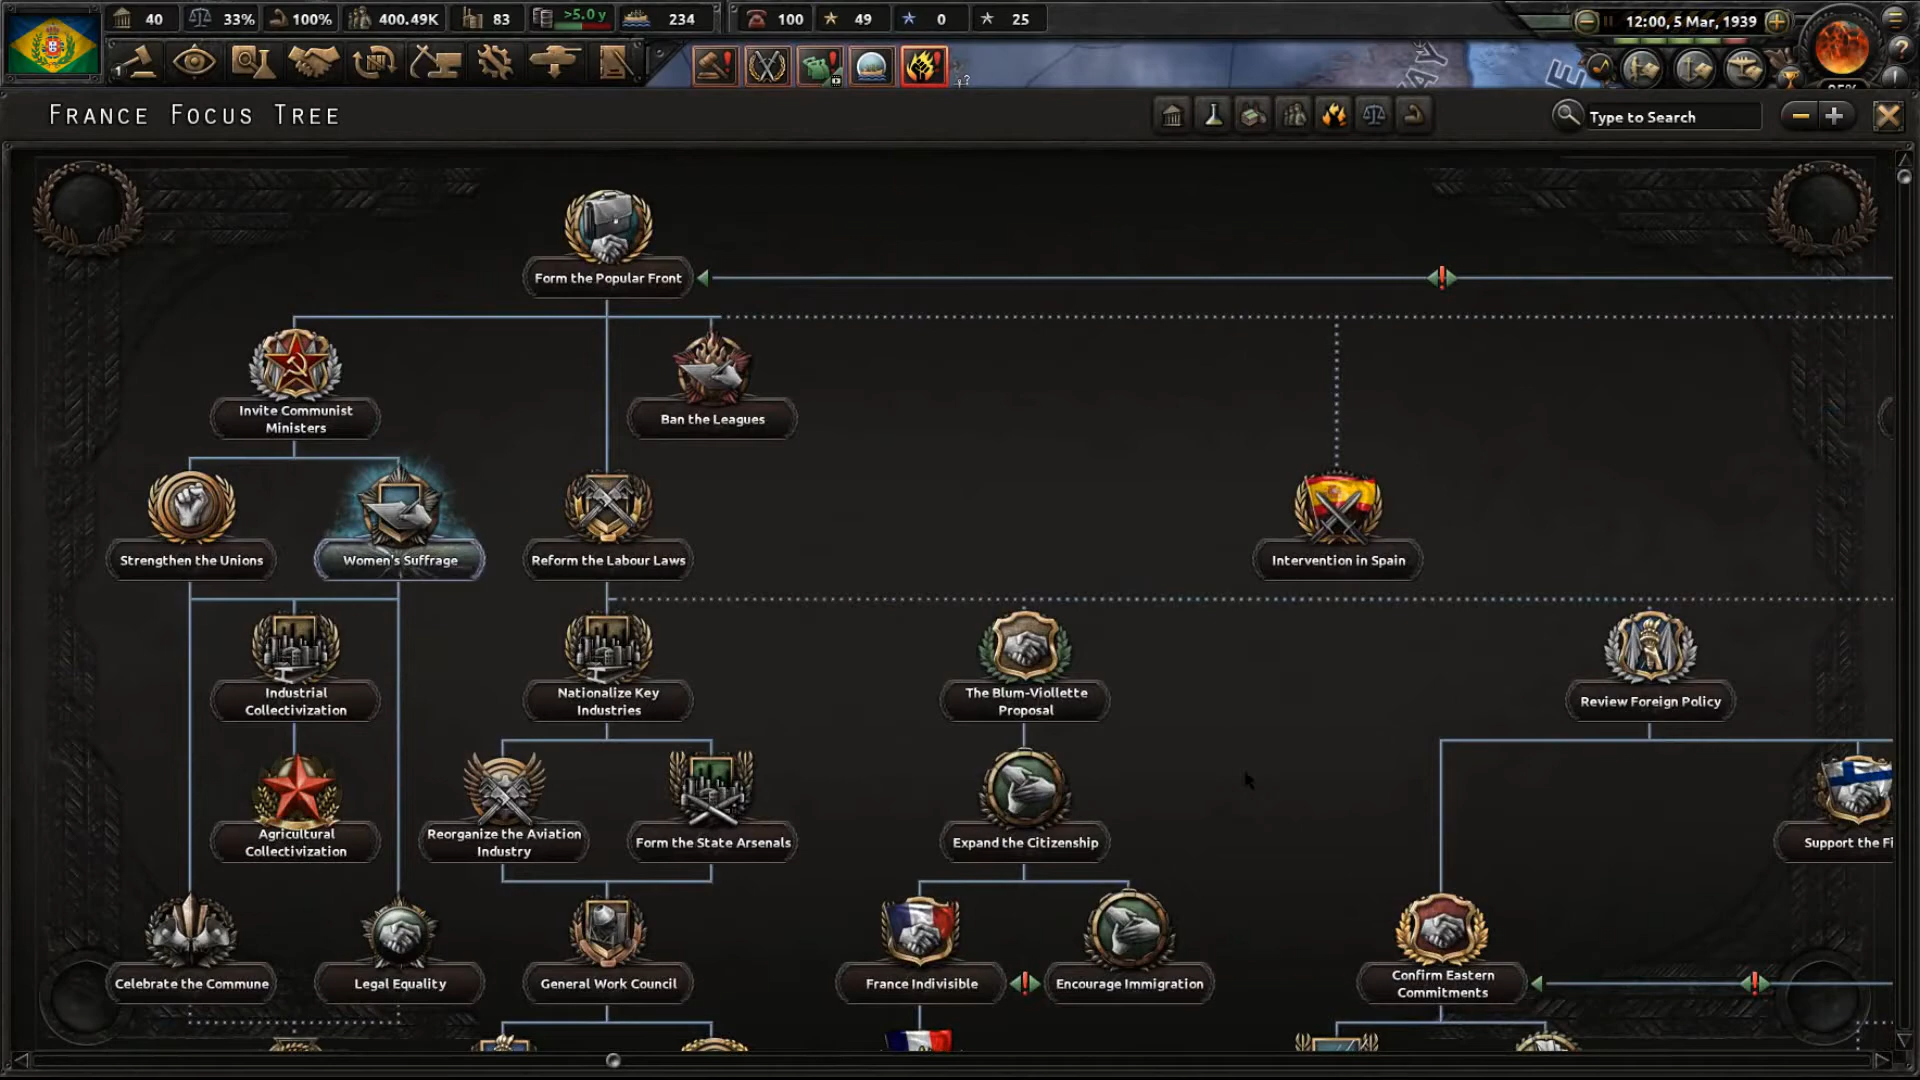 40
33%
100%
400.49K
83
>5.0 y
234
100
49
0
25
12:00, 5 Mar, 1939
FRANCE FOCUS TREE
Type to Search
Form the Popular Front
Invite Communist
Ministers
Ban the Leagues
Strengthen the Unions
Women's Suffrage
Reform the Labour Laws
Intervention in Spain
Industrial
Collectivization
Nationalize Key
Industries
The Blum-Viollette
Proposal
Review Foreign Policy
Agricultural
Collectivization
Reorganize the Aviation
Industry
Form the State Arsenals
Expand the Citizenship
Support the Fi
Celebrate the Commune
Legal Equality
General Work Council
France Indivisible
Encourage Immigration
Confirm Eastern
Commitments